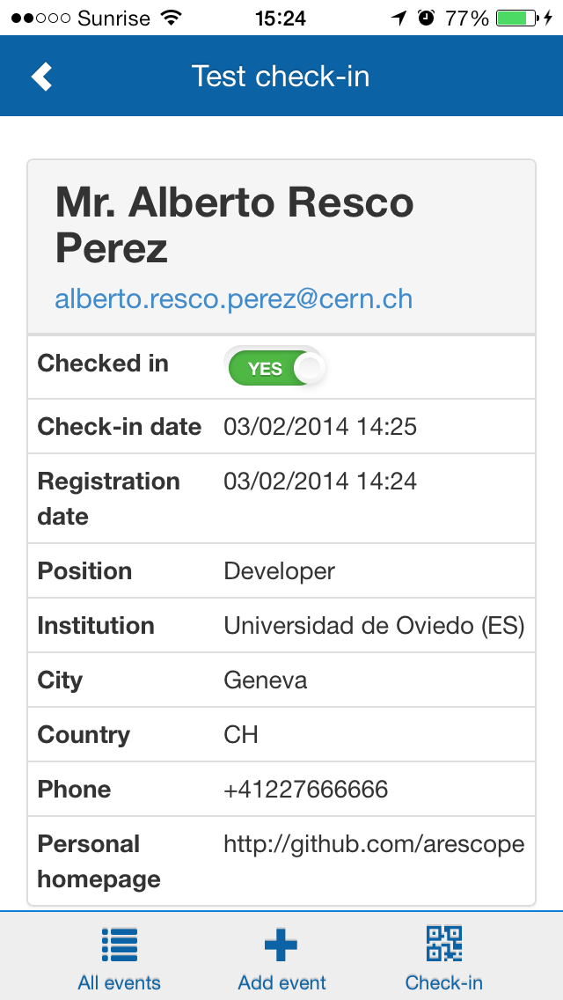 Sunrise 15:24 77%
Test check-in
Mr. Alberto Resco
Perez
alberto.resco.perez@cern.ch
Checked in YES
Check-in date 03/02/2014 14:25
Registration 03/02/2014 14:24
date
Position Developer
Institution Universidad de Oviedo (ES)
City Geneva
Country CH
Phone +41227666666
Personal http://github.com/arescope
homepage
All events Add event Check-in